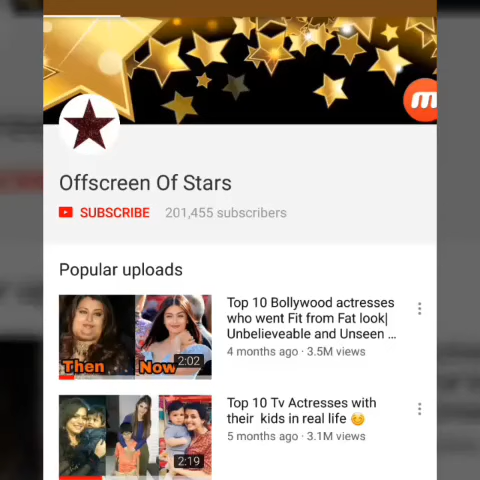 Offscreen Of Stars
SUBSCRIBE 201,455 subscribers
Popular uploads
Top 10 Bollywood actresses
who went Fit from Fat look|
Unbelieveable and Unseen ...
4 months ago · 3.5M views
Then Now 2:02
Top 10 Tv Actresses with
their kids in real life 😊
5 months ago · 3.1M views
2:19